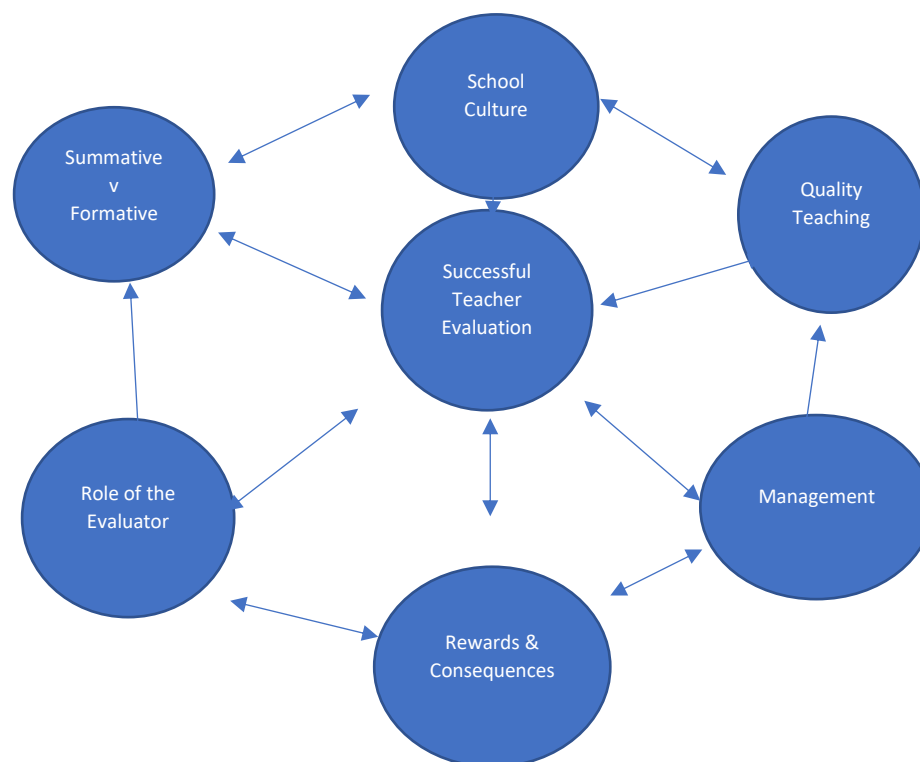 School
Culture
Summative
v
Formative
Quality
Teaching
Successful
Teacher
Evaluation
Role of the
Evaluator
Management
Rewards &
Consequences